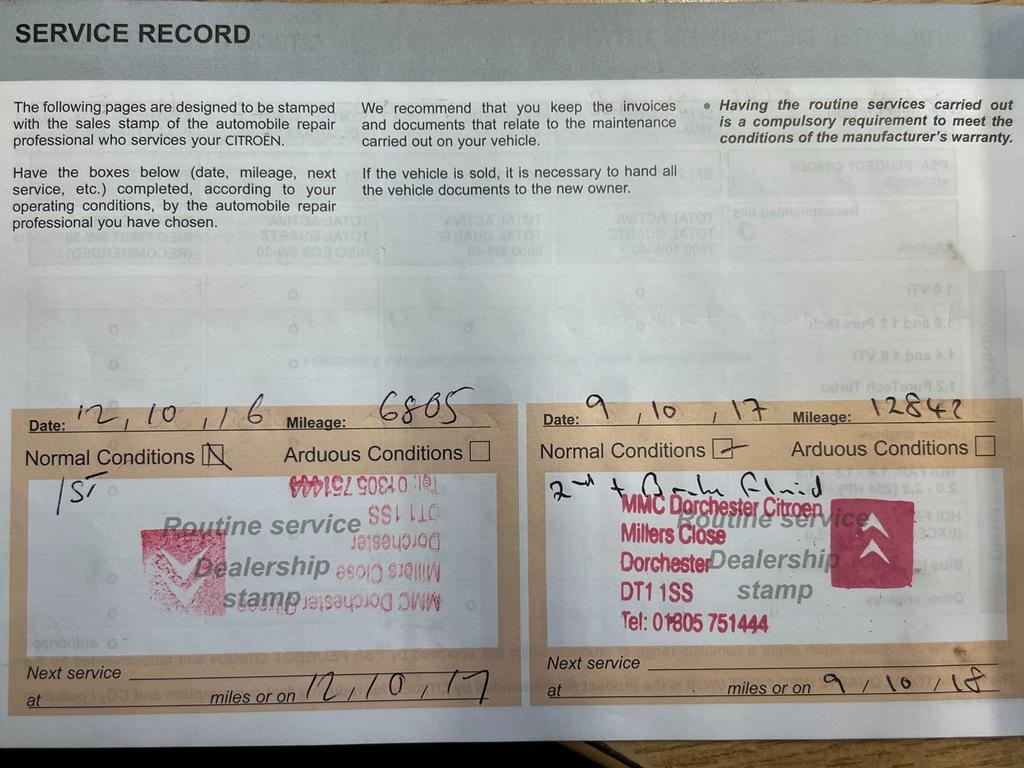 SERVICE RECORD
The following pages are designed to be stamped
with the sales stamp of the automobile repair
professional who services your CITROËN.
Have the boxes below (date, mileage, next
service, etc.) completed, according to your
operating conditions, by the automobile repair
professional you have chosen.
We recommend that you keep the invoices
and documents that relate to the maintenance
carried out on your vehicle.
If the vehicle is sold, it is necessary to hand all
the vehicle documents to the new owner.
• Having the routine services carried out
is a compulsory requirement to meet the
conditions of the manufacturer's warranty.
Date: 12, 10, 16 Mileage: 6805
Normal Conditions Arduous Conditions
1ST
Routine service
Dealership
stamp
MMC Dorchester Citroen
Millers Close
Dorchester
DT1 1SS
Tel: 01305 751444
Next service
at miles or on 12, 10, 17
Date: 9, 10, 17 Mileage: 12842
Normal Conditions Arduous Conditions
2nd + Brake Fluid
Routine service
Dealership
stamp
MMC Dorchester Citroen
Millers Close
Dorchester
DT1 1SS
Tel: 01305 751444
Next service
at miles or on 9, 10, 18